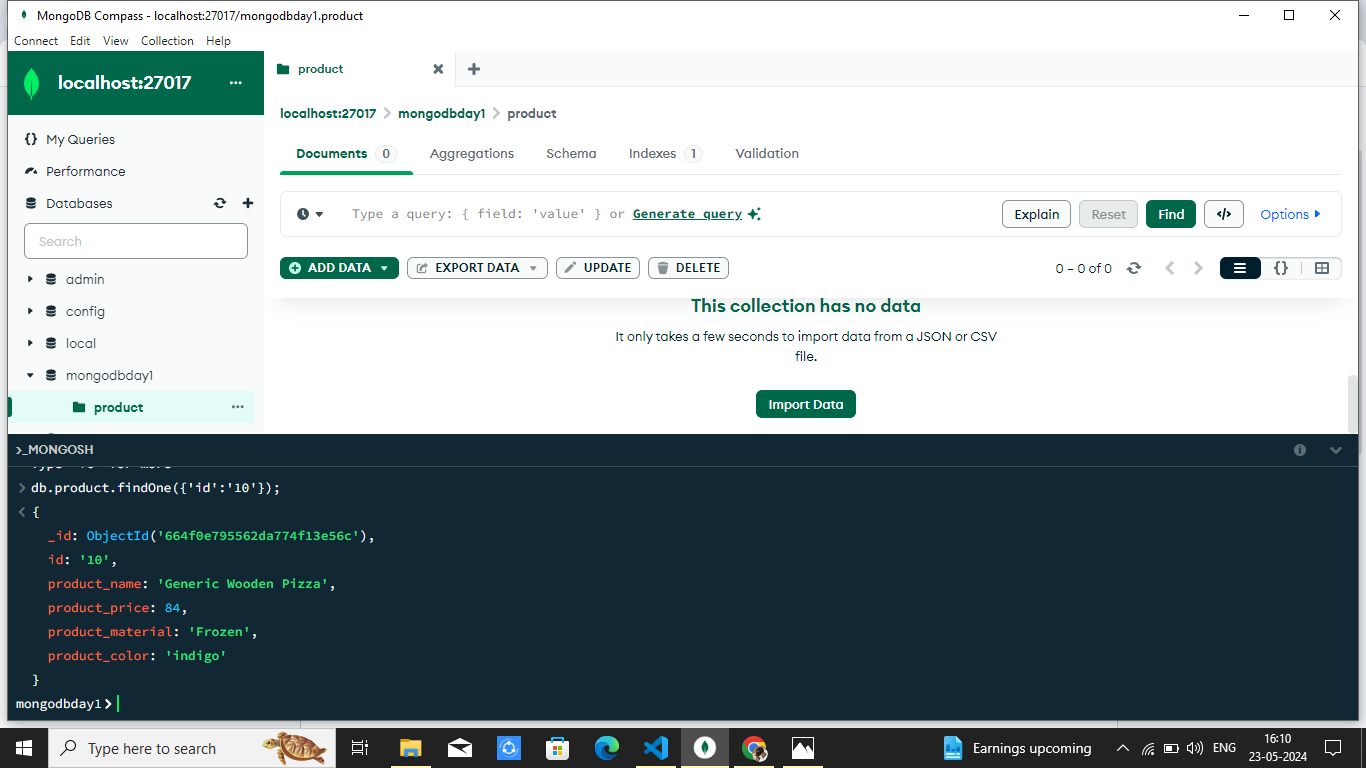 MongoDB Compass - localhost:27017/mongodbday1.product
Connect Edit View Collection Help
localhost:27017 ...
product
localhost:27017 > mongodbday1 > product
{} My Queries
Performance
Databases
Search
admin
config
local
mongodbday1
product ...
Documents 0 Aggregations Schema Indexes 1 Validation
Type a query: { field: 'value' } or Generate query
Explain Reset Find </> Options
ADD DATA EXPORT DATA UPDATE DELETE
0 – 0 of 0 {}
This collection has no data
It only takes a few seconds to import data from a JSON or CSV
file.
Import Data
>_MONGOSH
> db.product.findOne({'id':'10'});
< {
_id: ObjectId('664f0e795562da774f13e56c'),
id: '10',
product_name: 'Generic Wooden Pizza',
product_price: 84,
product_material: 'Frozen',
product_color: 'indigo'
}
mongodbday1>
Type here to search
Earnings upcoming
ENG
16:10
23-05-2024